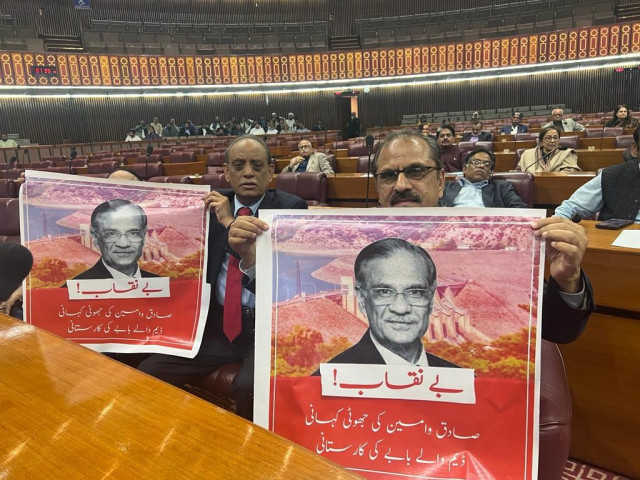 بے نقاب!
صادق وامین کی جھوٹی کہانی
ڈیم والے بابے کی کارستانی
بے نقاب!
صادق وامین کی جھوٹی کہانی
ڈیم والے بابے کی کارستانی